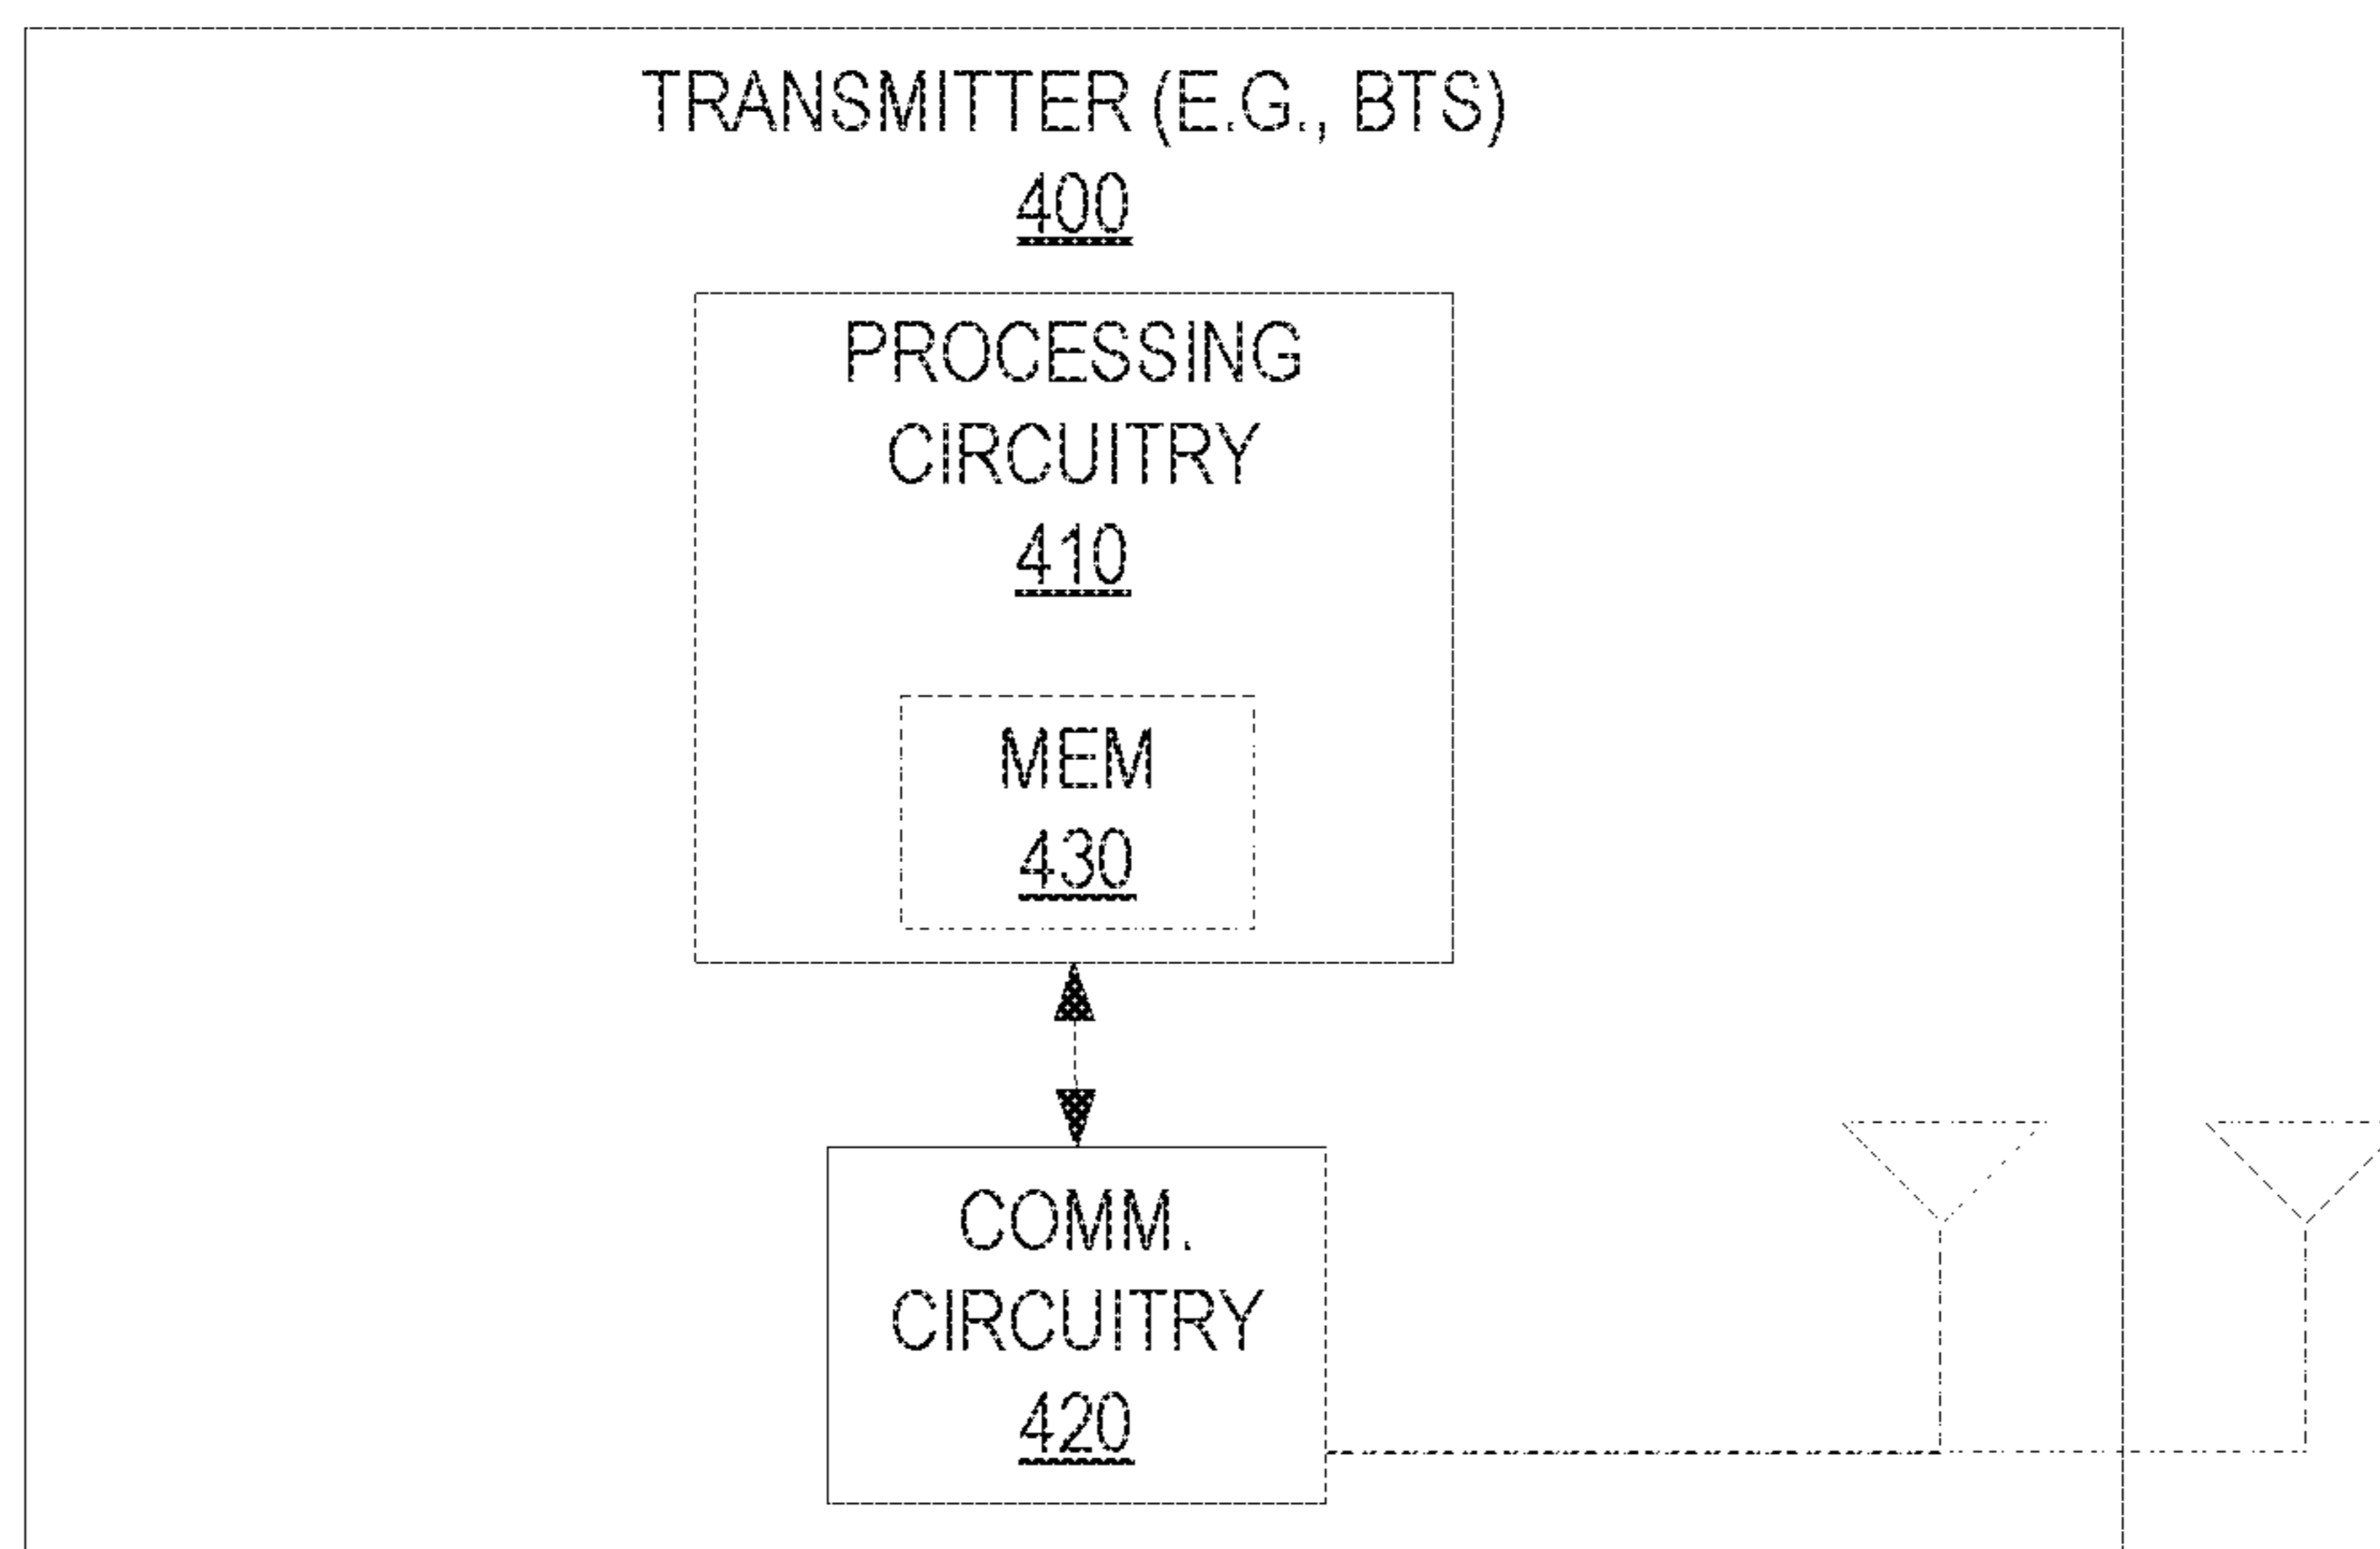 TRANSMITTER (E.G., BTS)
400
PROCESSING
CIRCUITRY
410
MEM
430
COMM.
CIRCUITRY
420